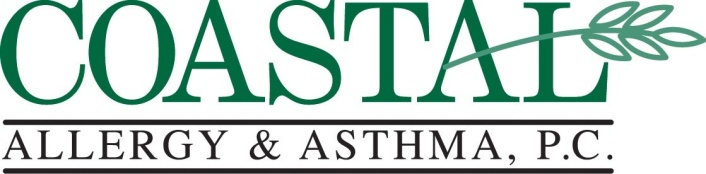 COASTAL
ALLERGY & ASTHMA, P.C.